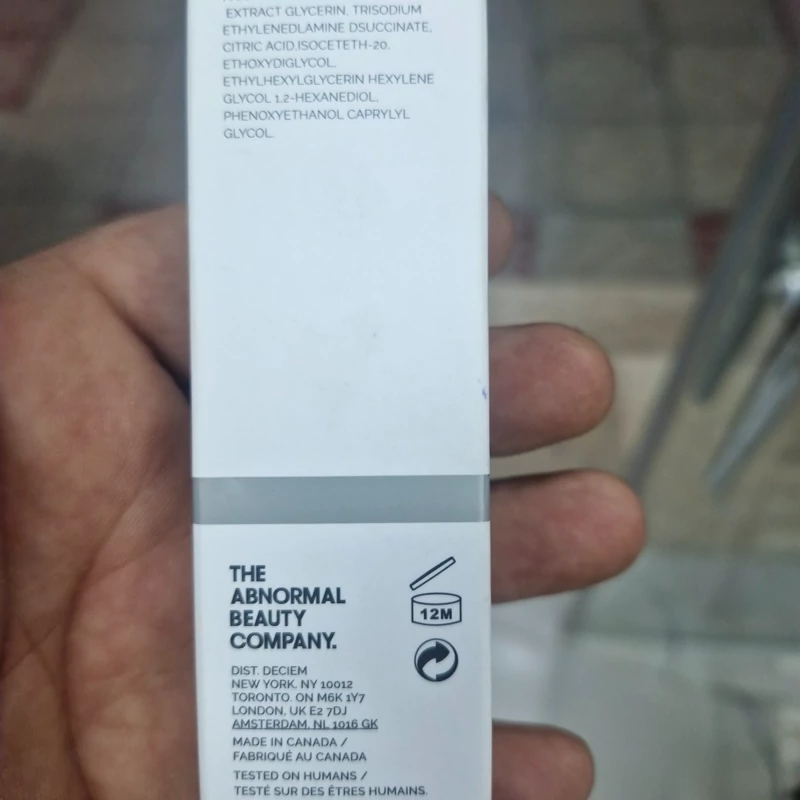 EXTRACT GLYCERIN, TRISODIUM
ETHYLENEDLAMINE DSUCCINATE,
CITRIC ACID,ISOCETETH-20,
ETHOXYDIGLYCOL,
ETHYLHEXYLGLYCERIN HEXYLENE
GLYCOL 1,2-HEXANEDIOL,
PHENOXYETHANOL CAPRYLYL
GLYCOL.
THE
ABNORMAL
BEAUTY
COMPANY.
12M
DIST. DECIEM
NEW YORK, NY 10012
TORONTO, ON M6K 1Y7
LONDON, UK E2 7DJ
AMSTERDAM, NL 1016 GK
MADE IN CANADA /
FABRIQUÉ AU CANADA
TESTED ON HUMANS /
TESTÉ SUR DES ÊTRES HUMAINS.